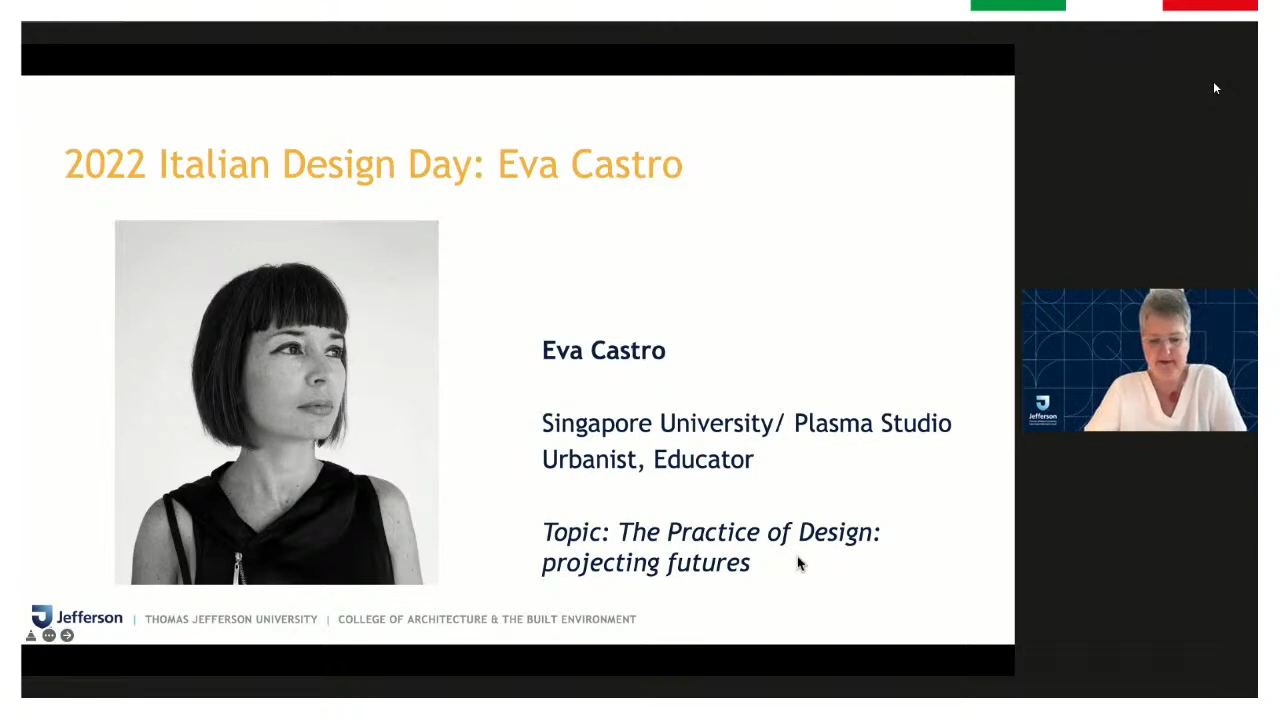 2022 Italian Design Day: Eva Castro
Eva Castro
Singapore University/ Plasma Studio
Urbanist, Educator
Topic: The Practice of Design:
projecting futures
Jefferson | THOMAS JEFFERSON UNIVERSITY | COLLEGE OF ARCHITECTURE & THE BUILT ENVIRONMENT
Jefferson